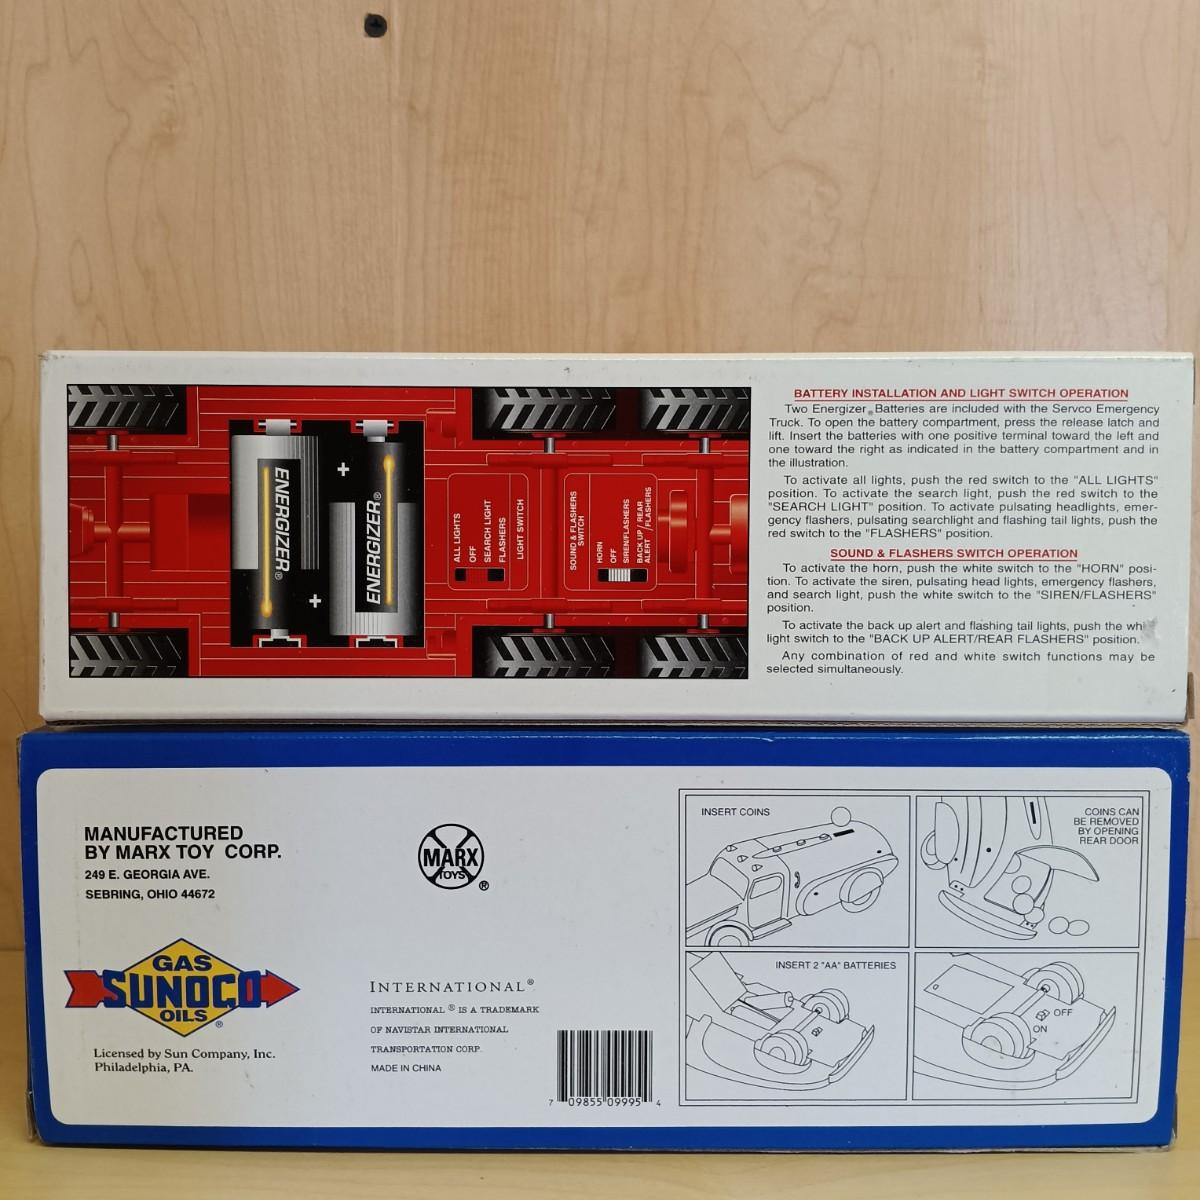 ENERGIZER®
ENERGIZER®
+
+
ALL LIGHTS
OFF
SEARCH LIGHT
FLASHERS
LIGHT SWITCH
SOUND & FLASHERS
SWITCH
HORN
OFF
SIREN/FLASHERS
BACK UP / REAR
ALERT / FLASHERS
BATTERY INSTALLATION AND LIGHT SWITCH OPERATION
Two Energizer® Batteries are included with the Servco Emergency
Truck. To open the battery compartment, press the release latch and
lift. Insert the batteries with one positive terminal toward the left and
one toward the right as indicated in the battery compartment and in
the illustration.
To activate all lights, push the red switch to the "ALL LIGHTS"
position. To activate the search light, push the red switch to the
"SEARCH LIGHT" position. To activate pulsating headlights, emer-
gency flashers, pulsating searchlight and flashing tail lights, push the
red switch to the "FLASHERS" position.
SOUND & FLASHERS SWITCH OPERATION
To activate the horn, push the white switch to the "HORN" posi-
tion. To activate the siren, pulsating head lights, emergency flashers,
and search light, push the white switch to the "SIREN/FLASHERS"
position.
To activate the back up alert and flashing tail lights, push the
light switch to the "BACK UP ALERT/REAR FLASHERS" position.
Any combination of red and white switch functions may be
selected simultaneously.
MANUFACTURED
BY MARX TOY CORP.
249 E. GEORGIA AVE.
SEBRING, OHIO 44672
MARX
TOYS
®
GAS
SUNOCO
OILS
®
Licensed by Sun Company, Inc.
Philadelphia, PA.
INTERNATIONAL®
INTERNATIONAL ® IS A TRADEMARK
OF NAVISTAR INTERNATIONAL
TRANSPORTATION CORP.
MADE IN CHINA
7 09855 09995 4
INSERT COINS
COINS CAN
BE REMOVED
BY OPENING
REAR DOOR
INSERT 2 "AA" BATTERIES
OFF
ON